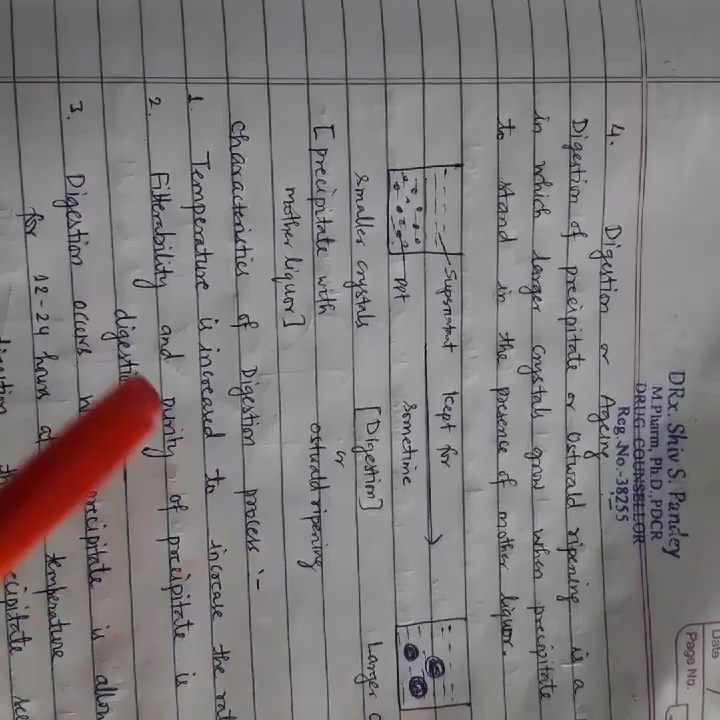 Date
Page No.
DRx. Shiv S. Pandey
M.Pharm, Ph.D., PDCR
DRUG COUNSELLOR
Reg.No.-38255
4. Digestion or Ageing
Digestion of precipitate or Ostwald ripening is a
in which larger crystals grow when precipitate
to stand in the presence of mother liquor.
Supernatant kept for
ppt sometime
smaller crystals [Digestion] Larger
[precipitate with or
mother liquor] ostwald ripening
characteristics of Digestion process :-
1. Temperature is increased to increase the
2. Filterability and purity of precipitate is
3. Digestion occurs precipitate is
for 12-24 hours temperature
digestion